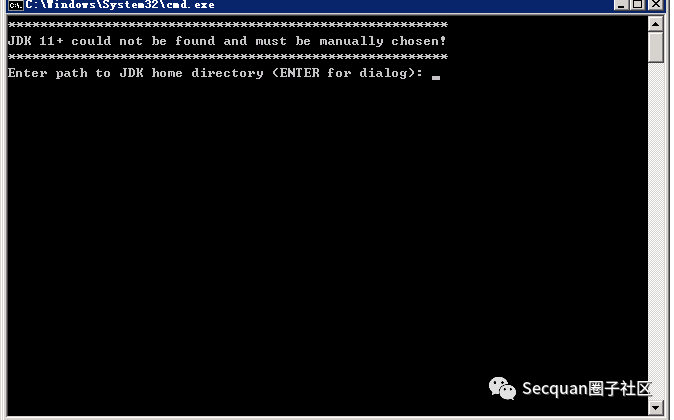 C:\Windows\System32\cmd.exe
*******************************************************
JDK 11+ could not be found and must be manually chosen!
*******************************************************
Enter path to JDK home directory (ENTER for dialog): _
Secquan圈子社区